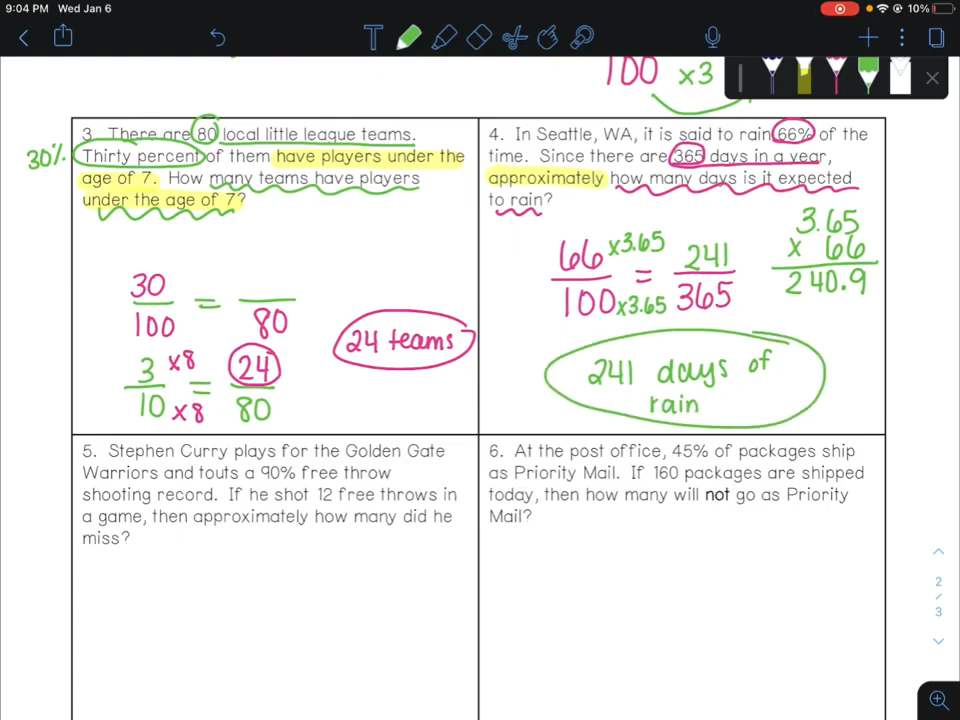 9:04 PM Wed Jan 6
10%
T
100 x3
3. There are 80 local little league teams.
30% Thirty percent of them have players under the
age of 7. How many teams have players
under the age of 7?
30
100 = 80
3 x8 = 24
10 x8 80
24 teams
4. In Seattle, WA, it is said to rain 66% of the
time. Since there are 365 days in a year,
approximately how many days is it expected
to rain?
66 x3.65 = 241
100 x3.65 365
3.65
x 66
240.9
241 days of
rain
5. Stephen Curry plays for the Golden Gate
Warriors and touts a 90% free throw
shooting record. If he shot 12 free throws in
a game, then approximately how many did he
miss?
6. At the post office, 45% of packages ship
as Priority Mail. If 160 packages are shipped
today, then how many will not go as Priority
Mail?
2
/
3